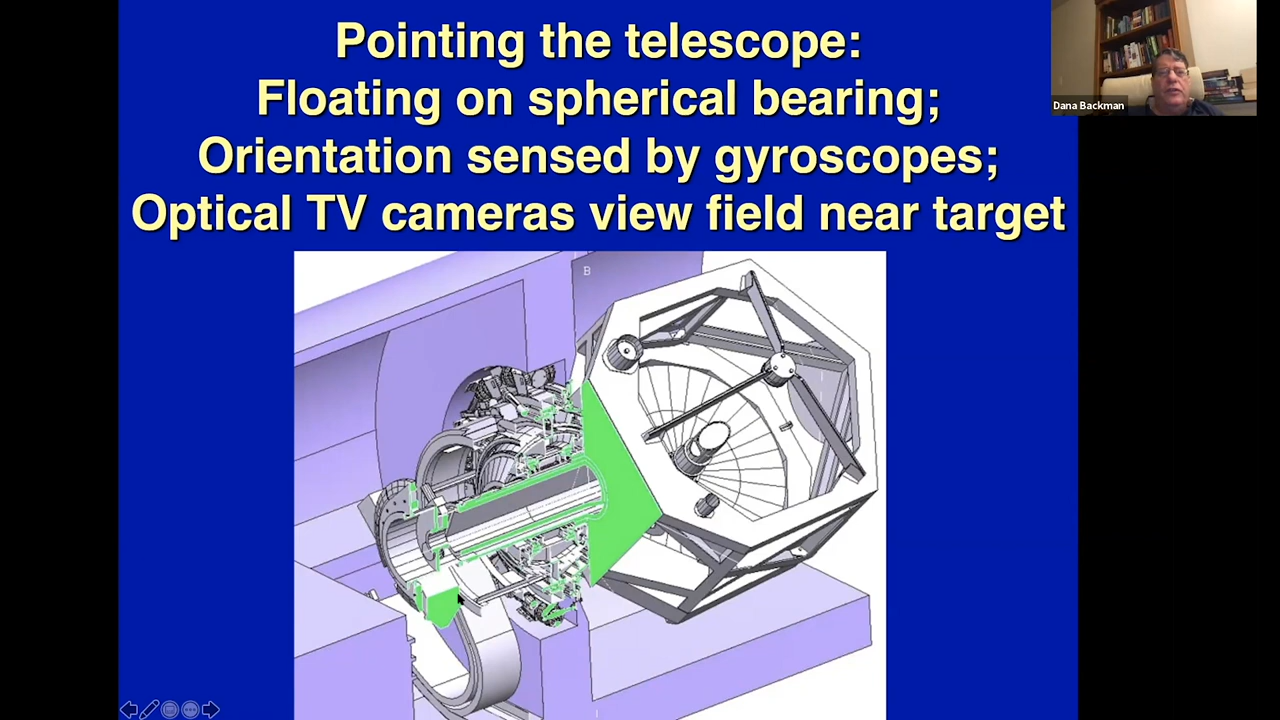 Pointing the telescope:
Floating on spherical bearing;
Orientation sensed by gyroscopes;
Optical TV cameras view field near target
Dana Backman
B